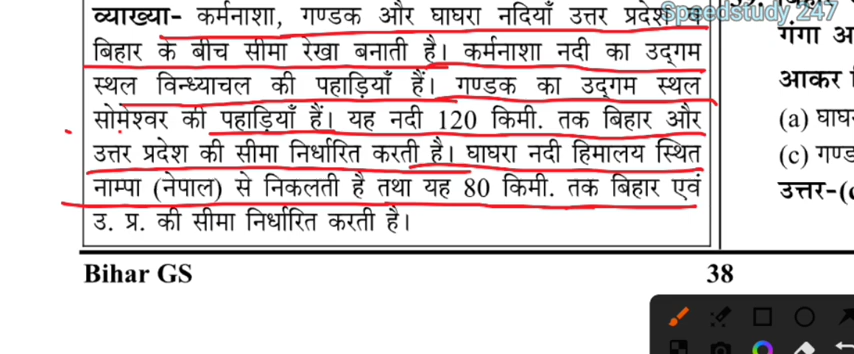 Speedstudy 247
व्याख्या- कर्मनाशा, गण्डक और घाघरा नदियाँ उत्तर प्रदेश व
बिहार के बीच सीमा रेखा बनाती है। कर्मनाशा नदी का उद्गम
स्थल विन्ध्याचल की पहाड़ियाँ हैं। गण्डक का उद्गम स्थल
सोमेश्वर की पहाड़ियाँ हैं। यह नदी 120 किमी. तक बिहार और
उत्तर प्रदेश की सीमा निर्धारित करती है। घाघरा नदी हिमालय स्थित
नाम्पा (नेपाल) से निकलती है तथा यह 80 किमी. तक बिहार एवं
उ. प्र. की सीमा निर्धारित करती है।
गंगा अ
आकर
(a) घाघ
(c) गण्ड
उत्तर-(
Bihar GS
38